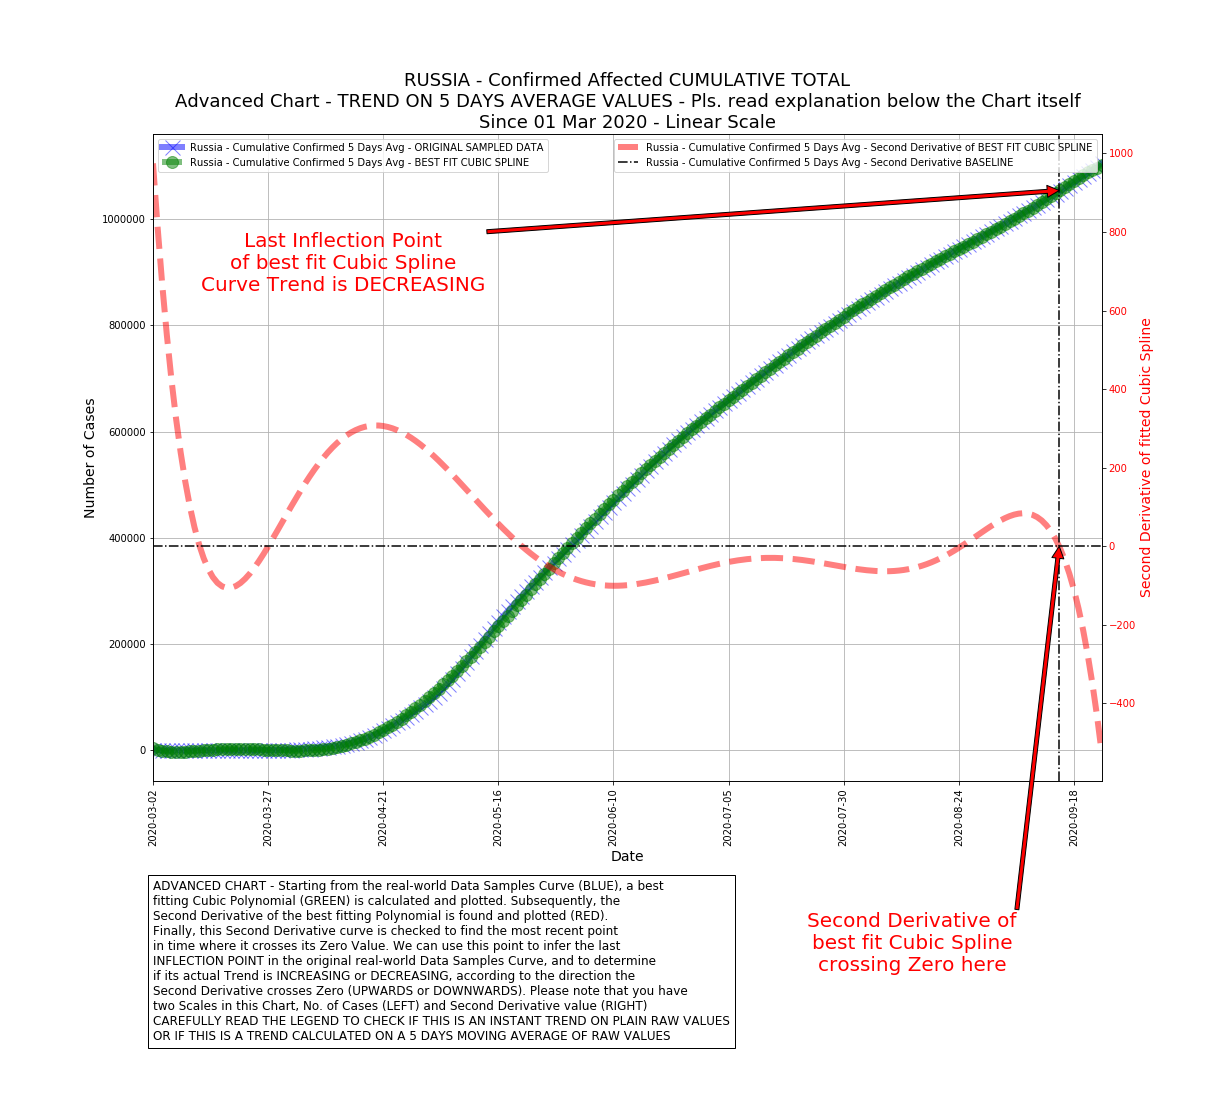 RUSSIA - Confirmed Affected CUMULATIVE TOTAL
Advanced Chart - TREND ON 5 DAYS AVERAGE VALUES - Pls. read explanation below the Chart itself
Since 01 Mar 2020 - Linear Scale
Russia - Cumulative Confirmed 5 Days Avg - ORIGINAL SAMPLED DATA
Russia - Cumulative Confirmed 5 Days Avg - BEST FIT CUBIC SPLINE
Russia - Cumulative Confirmed 5 Days Avg - Second Derivative of BEST FIT CUBIC SPLINE
Russia - Cumulative Confirmed 5 Days Avg - Second Derivative BASELINE
Last Inflection Point
of best fit Cubic Spline
Curve Trend is DECREASING
Number of Cases
1000000
800000
600000
400000
200000
0
1000
800
600
400
200
0
−200
−400
Second Derivative of fitted Cubic Spline
2020-03-02
2020-03-27
2020-04-21
2020-05-16
2020-06-10
2020-07-05
2020-07-30
2020-08-24
2020-09-18
Date
ADVANCED CHART - Starting from the real-world Data Samples Curve (BLUE), a best
fitting Cubic Polynomial (GREEN) is calculated and plotted. Subsequently, the
Second Derivative of the best fitting Polynomial is found and plotted (RED).
Finally, this Second Derivative curve is checked to find the most recent point
in time where it crosses its Zero Value. We can use this point to infer the last
INFLECTION POINT in the original real-world Data Samples Curve, and to determine
if its actual Trend is INCREASING or DECREASING, according to the direction the
Second Derivative crosses Zero (UPWARDS or DOWNWARDS). Please note that you have
two Scales in this Chart, No. of Cases (LEFT) and Second Derivative value (RIGHT)
CAREFULLY READ THE LEGEND TO CHECK IF THIS IS AN INSTANT TREND ON PLAIN RAW VALUES
OR IF THIS IS A TREND CALCULATED ON A 5 DAYS MOVING AVERAGE OF RAW VALUES
Second Derivative of
best fit Cubic Spline
crossing Zero here